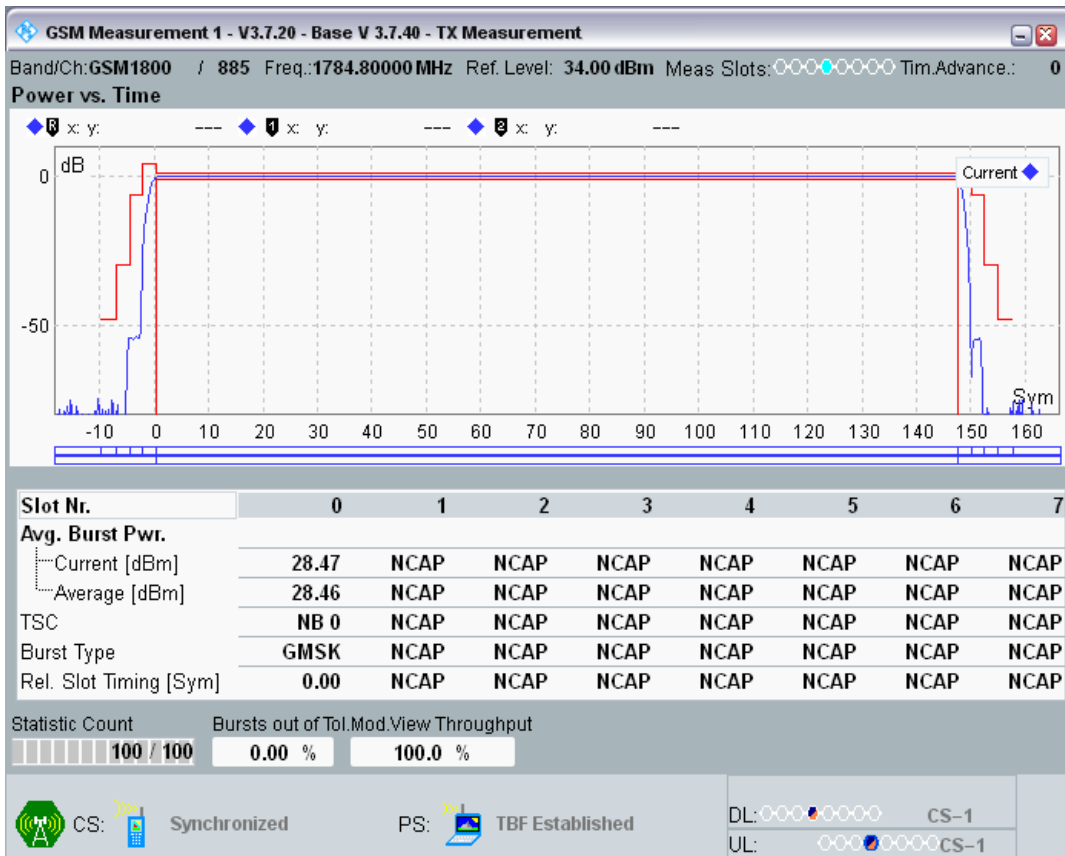 GSM Measurement 1 - V3.7.20 - Base V 3.7.40 - TX Measurement
Band/Ch:GSM1800 / 885 Freq.:1784.80000 MHz Ref. Level: 34.00 dBm Meas Slots: Tim.Advance.: 0
Power vs. Time
R x: y: --- 1 x: y: --- 2 x: y: ---
dB
Current
0
-50
Sym
-10 0 10 20 30 40 50 60 70 80 90 100 110 120 130 140 150 160
Slot Nr. 0 1 2 3 4 5 6 7
Avg. Burst Pwr.
Current [dBm] 28.47 NCAP NCAP NCAP NCAP NCAP NCAP NCAP
Average [dBm] 28.46 NCAP NCAP NCAP NCAP NCAP NCAP NCAP
TSC NB 0 NCAP NCAP NCAP NCAP NCAP NCAP NCAP
Burst Type GMSK NCAP NCAP NCAP NCAP NCAP NCAP NCAP
Rel. Slot Timing [Sym] 0.00 NCAP NCAP NCAP NCAP NCAP NCAP NCAP
Statistic Count Bursts out of Tol.Mod.View Throughput
100 / 100 0.00 % 100.0 %
CS: Synchronized PS: TBF Established DL: CS-1
UL: CS-1